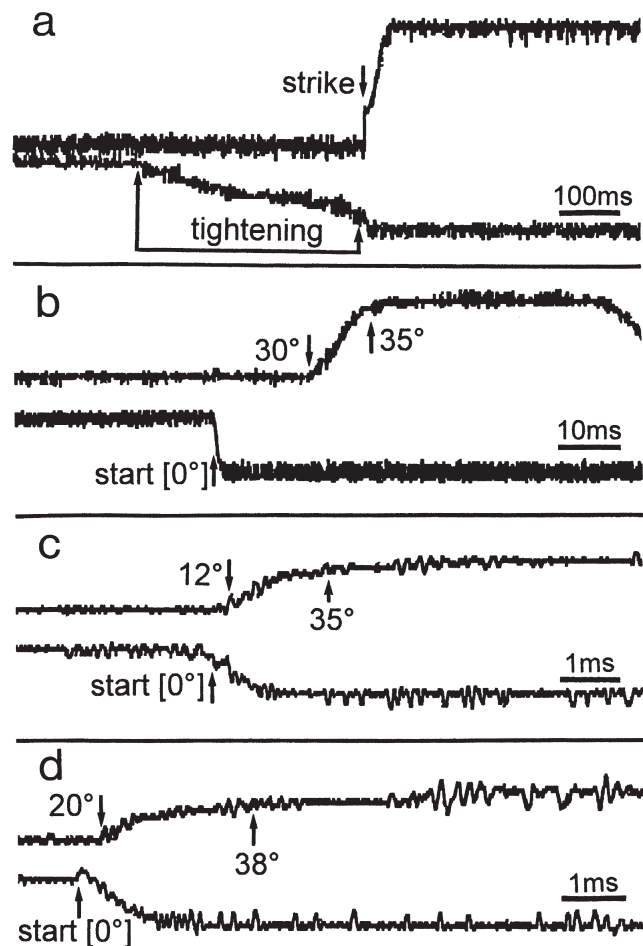 a
strike
100ms
tightening
b
30°
35°
10ms
start [0°]
c
12°
35°
1ms
start [0°]
d
20°
38°
1ms
start [0°]